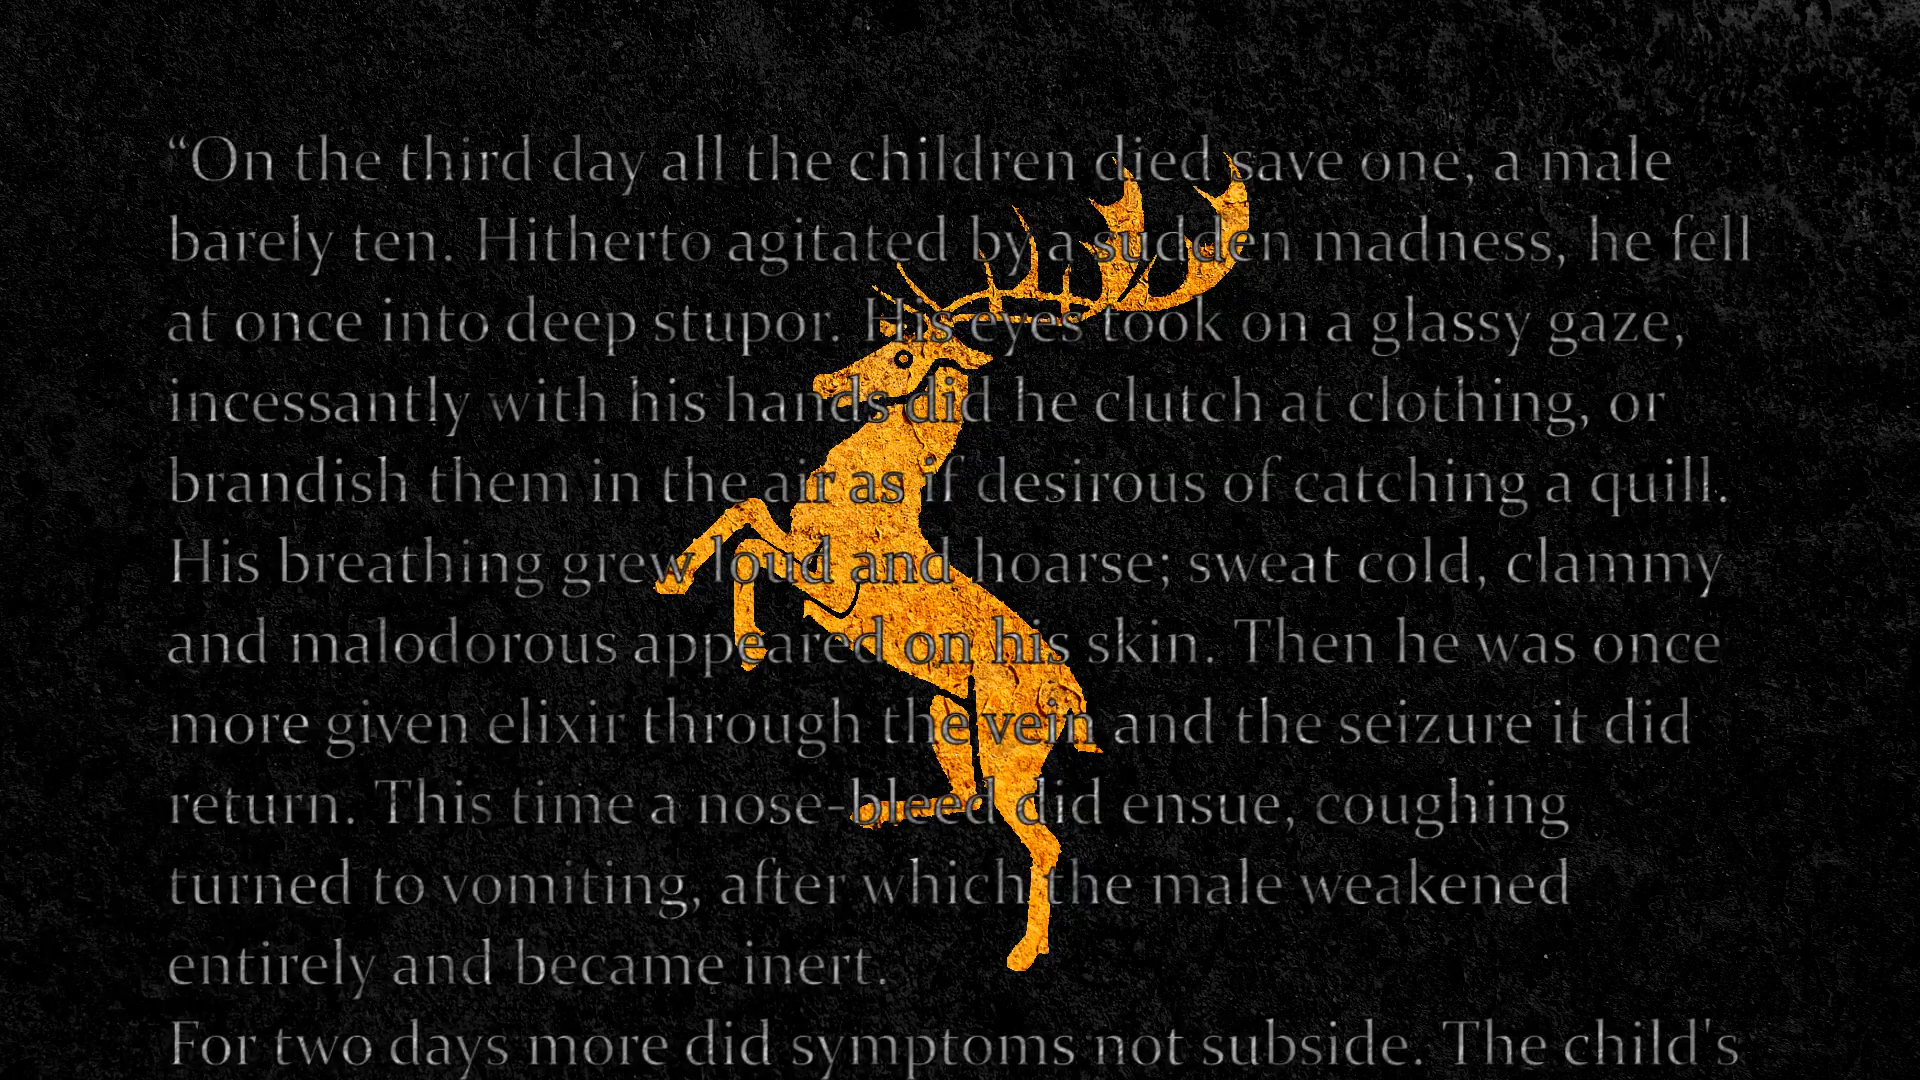 “On the third day all the children died save one, a male
barely ten. Hitherto agitated by a sudden madness, he fell
at once into deep stupor. His eyes took on a glassy gaze,
incessantly with his hands did he clutch at clothing, or
brandish them in the air as if desirous of catching a quill.
His breathing grew loud and hoarse; sweat cold, clammy
and malodorous appeared on his skin. Then he was once
more given elixir through the vein and the seizure it did
return. This time a nose-bleed did ensue, coughing
turned to vomiting, after which the male weakened
entirely and became inert.
For two days more did symptoms not subside. The child's